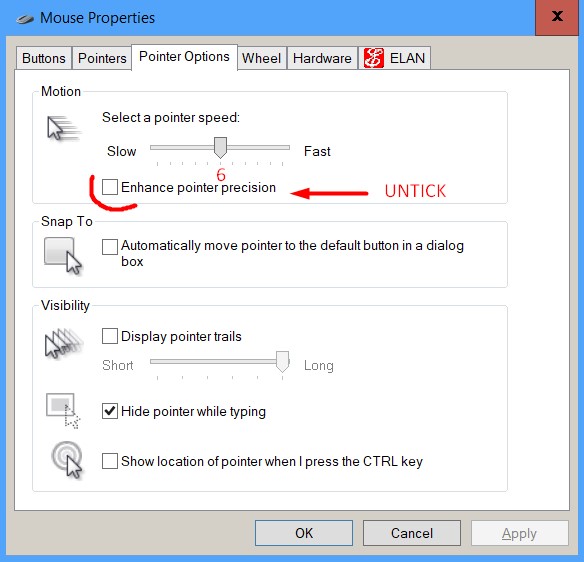 Mouse Properties
x
Buttons Pointers Pointer Options Wheel Hardware ELAN
Motion
Select a pointer speed:
Slow Fast
6
Enhance pointer precision UNTICK
Snap To
Automatically move pointer to the default button in a dialog
box
Visibility
Display pointer trails
Short Long
Hide pointer while typing
Show location of pointer when I press the CTRL key
OK Cancel Apply